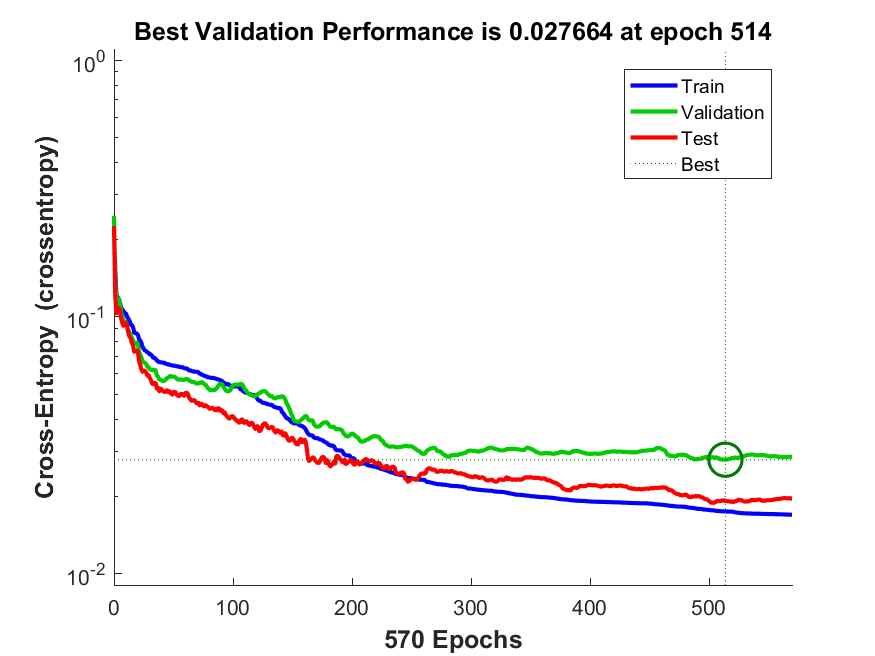 Best Validation Performance is 0.027664 at epoch 514
Cross-Entropy (crossentropy)
10^0
10^-1
10^-2
Train
Validation
Test
Best
0 100 200 300 400 500
570 Epochs